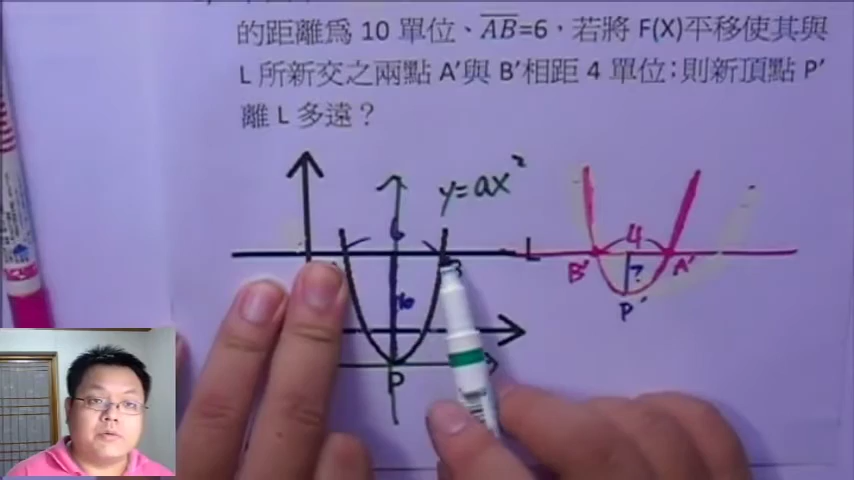 的距離為 10 單位、AB=6,若將 F(X)平移使其與
L 所新交之兩點 A′與 B′相距 4 單位:則新頂點 P′
離 L 多遠?
y=ax²
6
L
4
B′
?
A′
10
P′
P